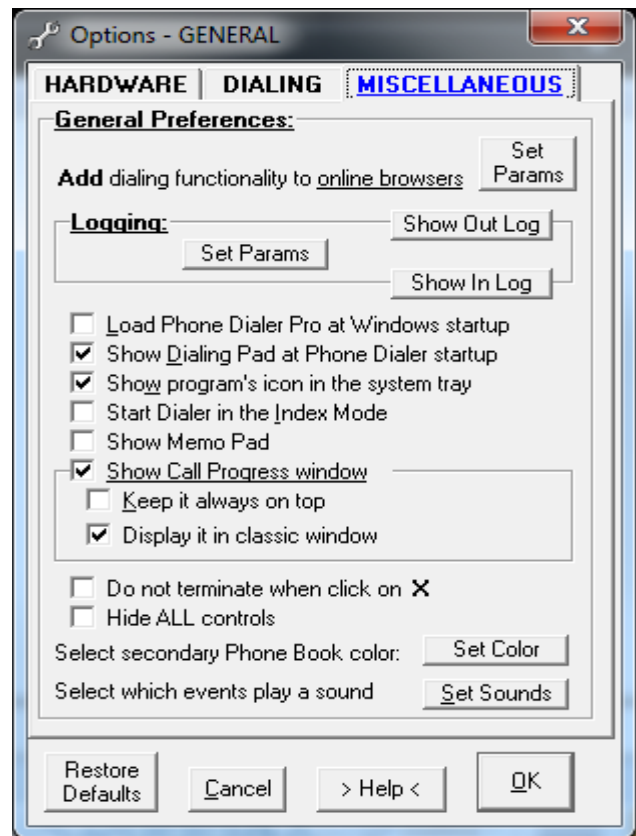 Options - GENERAL
HARDWARE DIALING MISCELLANEOUS
General Preferences:
Add dialing functionality to online browsers
Set
Params
Logging:
Show Out Log
Set Params
Show In Log
Load Phone Dialer Pro at Windows startup
Show Dialing Pad at Phone Dialer startup
Show program's icon in the system tray
Start Dialer in the Index Mode
Show Memo Pad
Show Call Progress window
Keep it always on top
Display it in classic window
Do not terminate when click on X
Hide ALL controls
Select secondary Phone Book color: Set Color
Select which events play a sound Set Sounds
Restore
Defaults
Cancel
> Help <
OK